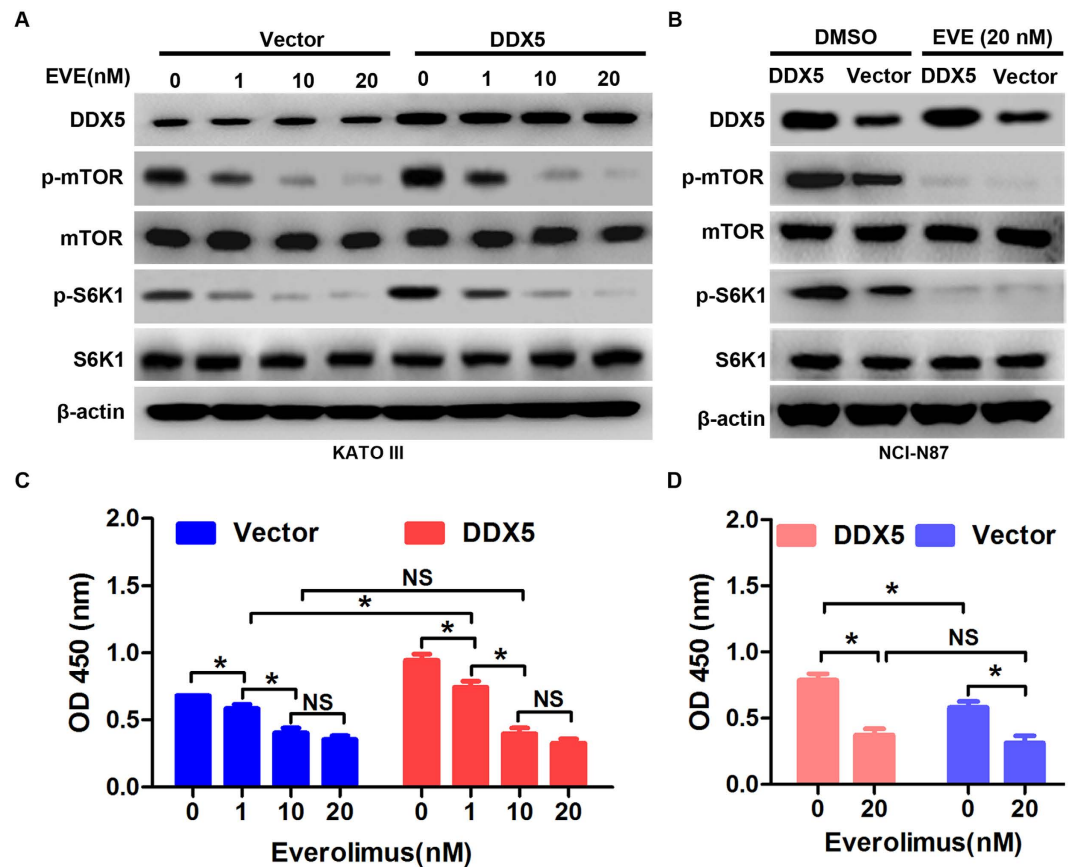 A
Vector DDX5
EVE(nM) 0 1 10 20 0 1 10 20
DDX5
p-mTOR
mTOR
p-S6K1
S6K1
β-actin
KATO III
B
DMSO EVE (20 nM)
DDX5 Vector DDX5 Vector
DDX5
p-mTOR
mTOR
p-S6K1
S6K1
β-actin
NCI-N87
C
2.0
1.5
1.0
0.5
0.0
OD 450 (nm)
Vector DDX5
NS
*
* *
* *
NS NS
0 1 10 20 0 1 10 20
Everolimus(nM)
D
2.0
1.5
1.0
0.5
0.0
OD 450 (nm)
DDX5 Vector
*
* NS
*
0 20 0 20
Everolimus(nM)